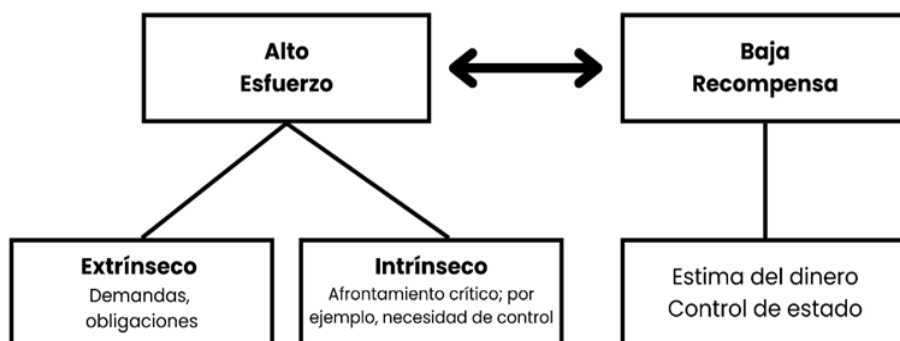 Alto
Esfuerzo
Baja
Recompensa
Extrínseco
Demandas,
obligaciones
Intrínseco
Afrontamiento crítico; por
ejemplo, necesidad de control
Estima del dinero
Control de estado